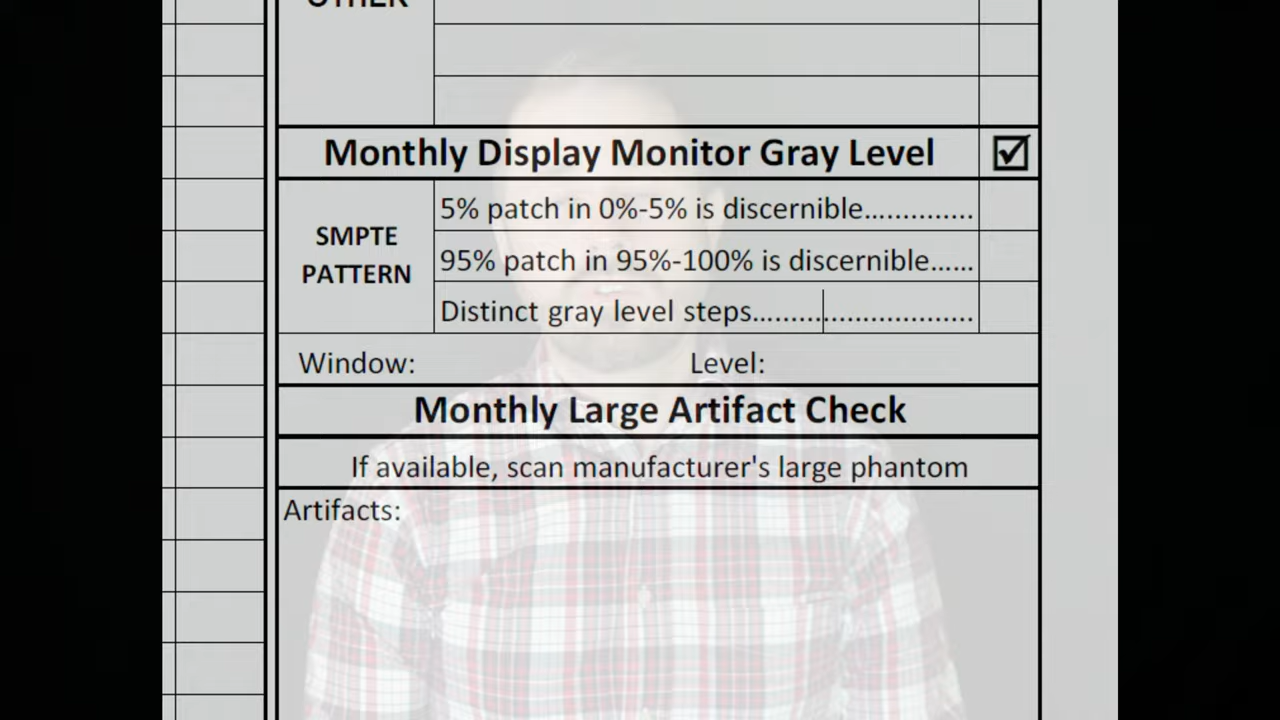 OTHER
Monthly Display Monitor Gray Level ☑
SMPTE
PATTERN
5% patch in 0%-5% is discernible..............
95% patch in 95%-100% is discernible......
Distinct gray level steps..............................
Window: Level:
Monthly Large Artifact Check
If available, scan manufacturer's large phantom
Artifacts: